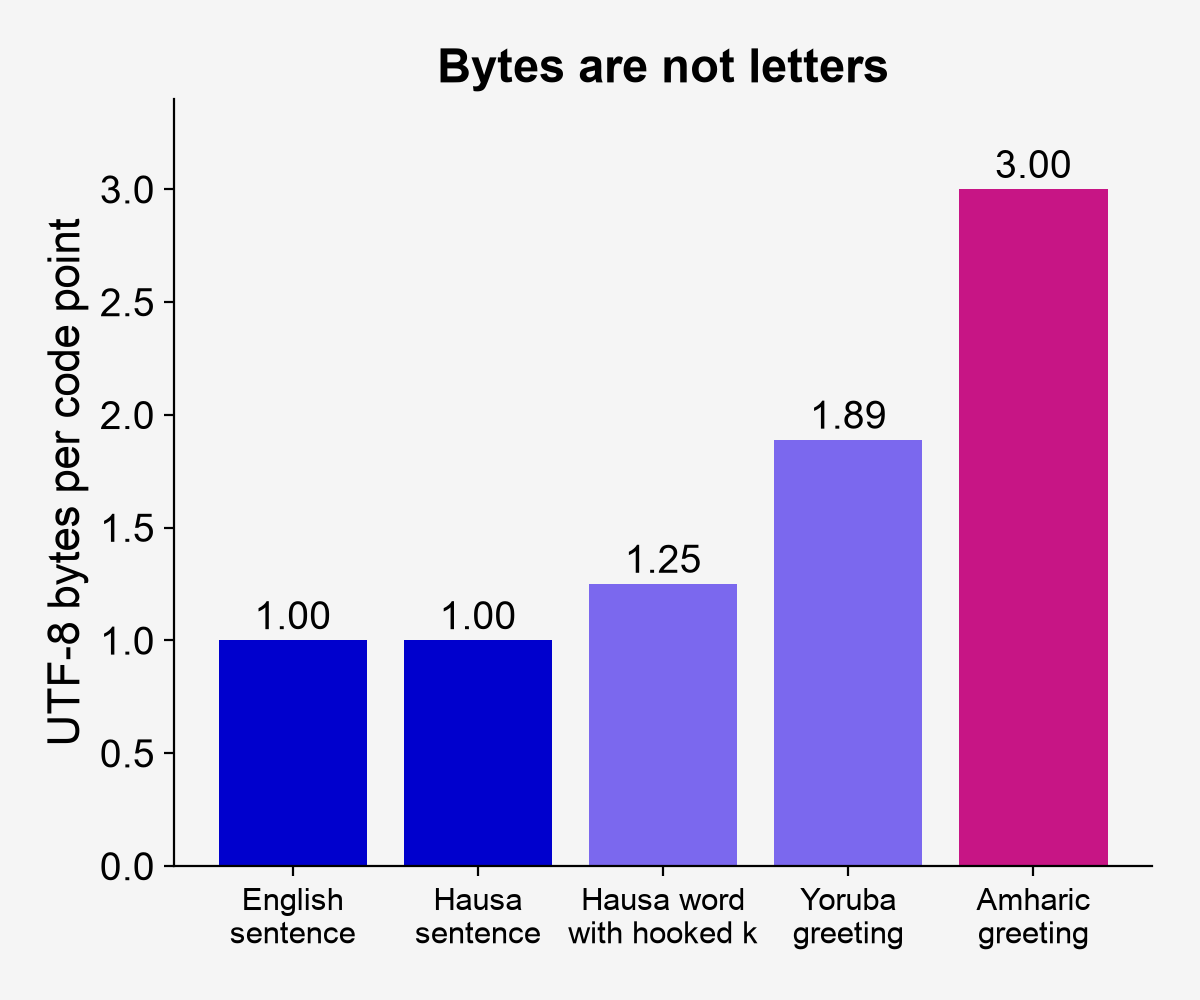 Bytes are not letters
UTF-8 bytes per code point
3.0
2.5
2.0
1.5
1.0
0.5
0.0
1.00
1.00
1.25
1.89
3.00
English
sentence
Hausa
sentence
Hausa word
with hooked k
Yoruba
greeting
Amharic
greeting